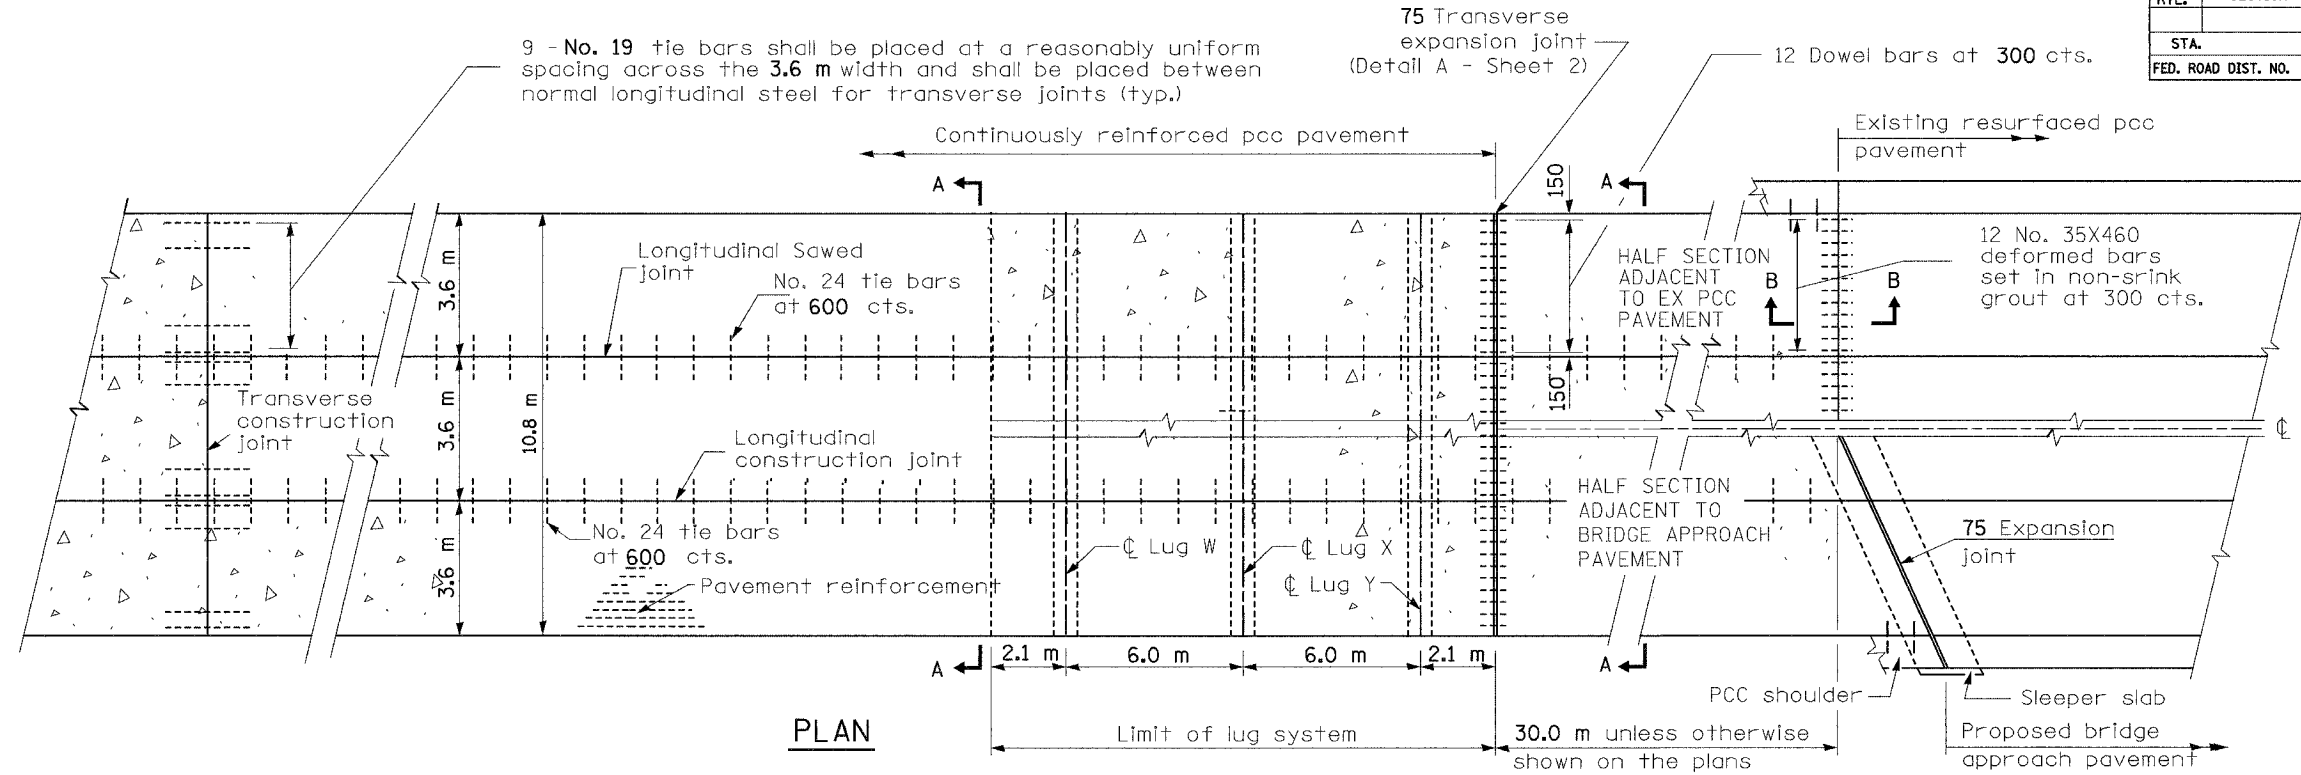 STA.
FED. ROAD DIST. NO.
9 - No. 19 tie bars shall be placed at a reasonably uniform
spacing across the 3.6 m width and shall be placed between
normal longitudinal steel for transverse joints (typ.)
75 Transverse
expansion joint
(Detail A - Sheet 2)
12 Dowel bars at 300 cts.
Continuously reinforced pcc pavement
Existing resurfaced pcc
pavement
A
A
150
Longitudinal Sawed
joint
No. 24 tie bars
at 600 cts.
3.6 m
HALF SECTION
ADJACENT
TO EX PCC
PAVEMENT
B
B
12 No. 35X460
deformed bars
set in non-srink
grout at 300 cts.
150
Transverse
construction
joint
3.6 m
10.8 m
Longitudinal
construction joint
℄
No. 24 tie bars
at 600 cts.
3.6 m
Pavement reinforcement
℄ Lug W
℄ Lug X
℄ Lug Y
HALF SECTION
ADJACENT TO
BRIDGE APPROACH
PAVEMENT
75 Expansion
joint
A
2.1 m
6.0 m
6.0 m
2.1 m
A
PCC shoulder
Sleeper slab
PLAN
Limit of lug system
30.0 m unless otherwise
shown on the plans
Proposed bridge
approach pavement